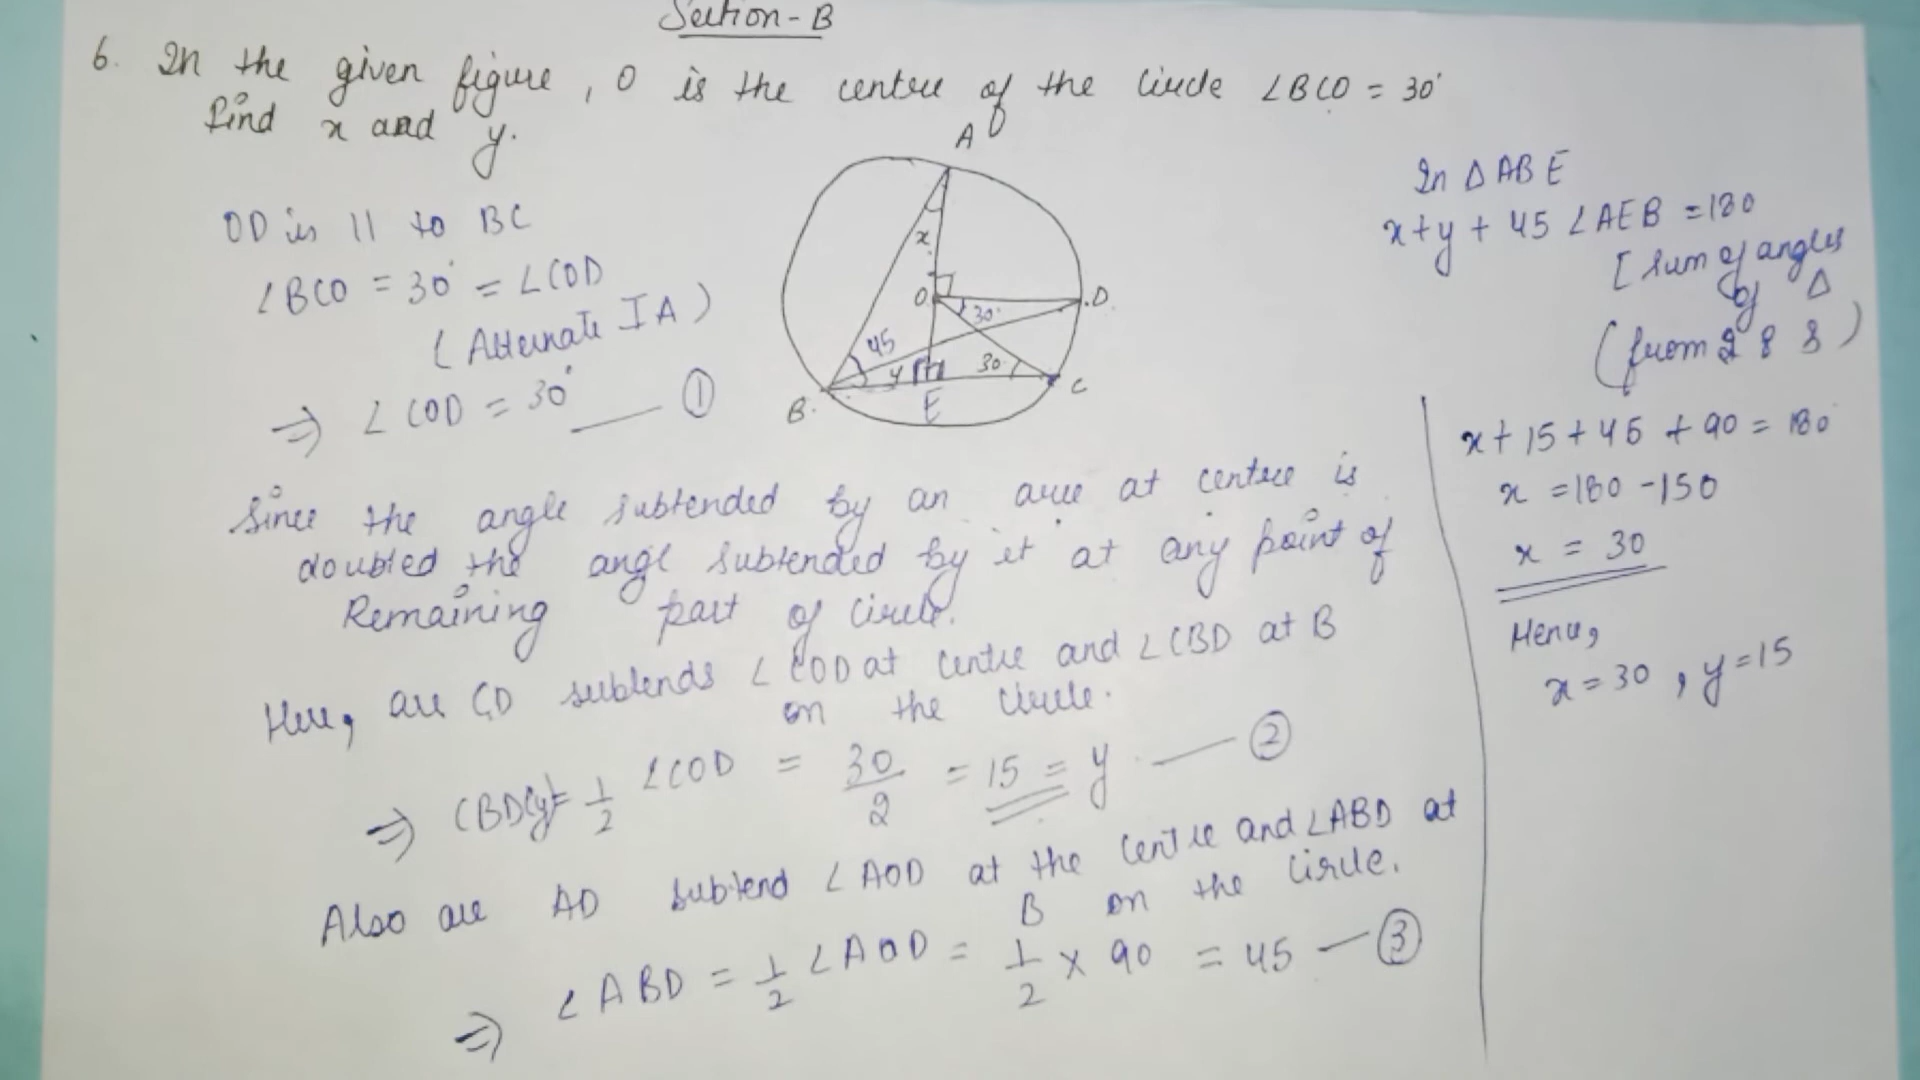 Section-B
6. In the given figure, O is the centre of the circle ∠BCO = 30°
Find x and y.
A
x
O
D
30°
45
y
30°
B
E
C
OD is || to BC
∠BCO = 30° = ∠COD
(Alternate IA)
⇒ ∠COD = 30° — ①
Since the angle subtended by an arc at centre is
doubled the angle subtended by it at any point of
Remaining part of circle.
Here, arc CD subtends ∠COD at centre and ∠CBD at B
on the circle.
⇒ CBD(y)= 1/2 ∠COD = 30/2 = 15 = y — ②
Also arc AD subtend ∠AOD at the centre and ∠ABD at
B on the circle.
⇒ ∠ABD = 1/2 ∠AOD = 1/2 × 90 = 45 — ③
In △ABE
x+y+45 ∠AEB = 180
[sum of angles
of △
(from 2 & 3)
x+15+45+90=180
x=180-150
x = 30
Hence,
x=30, y=15